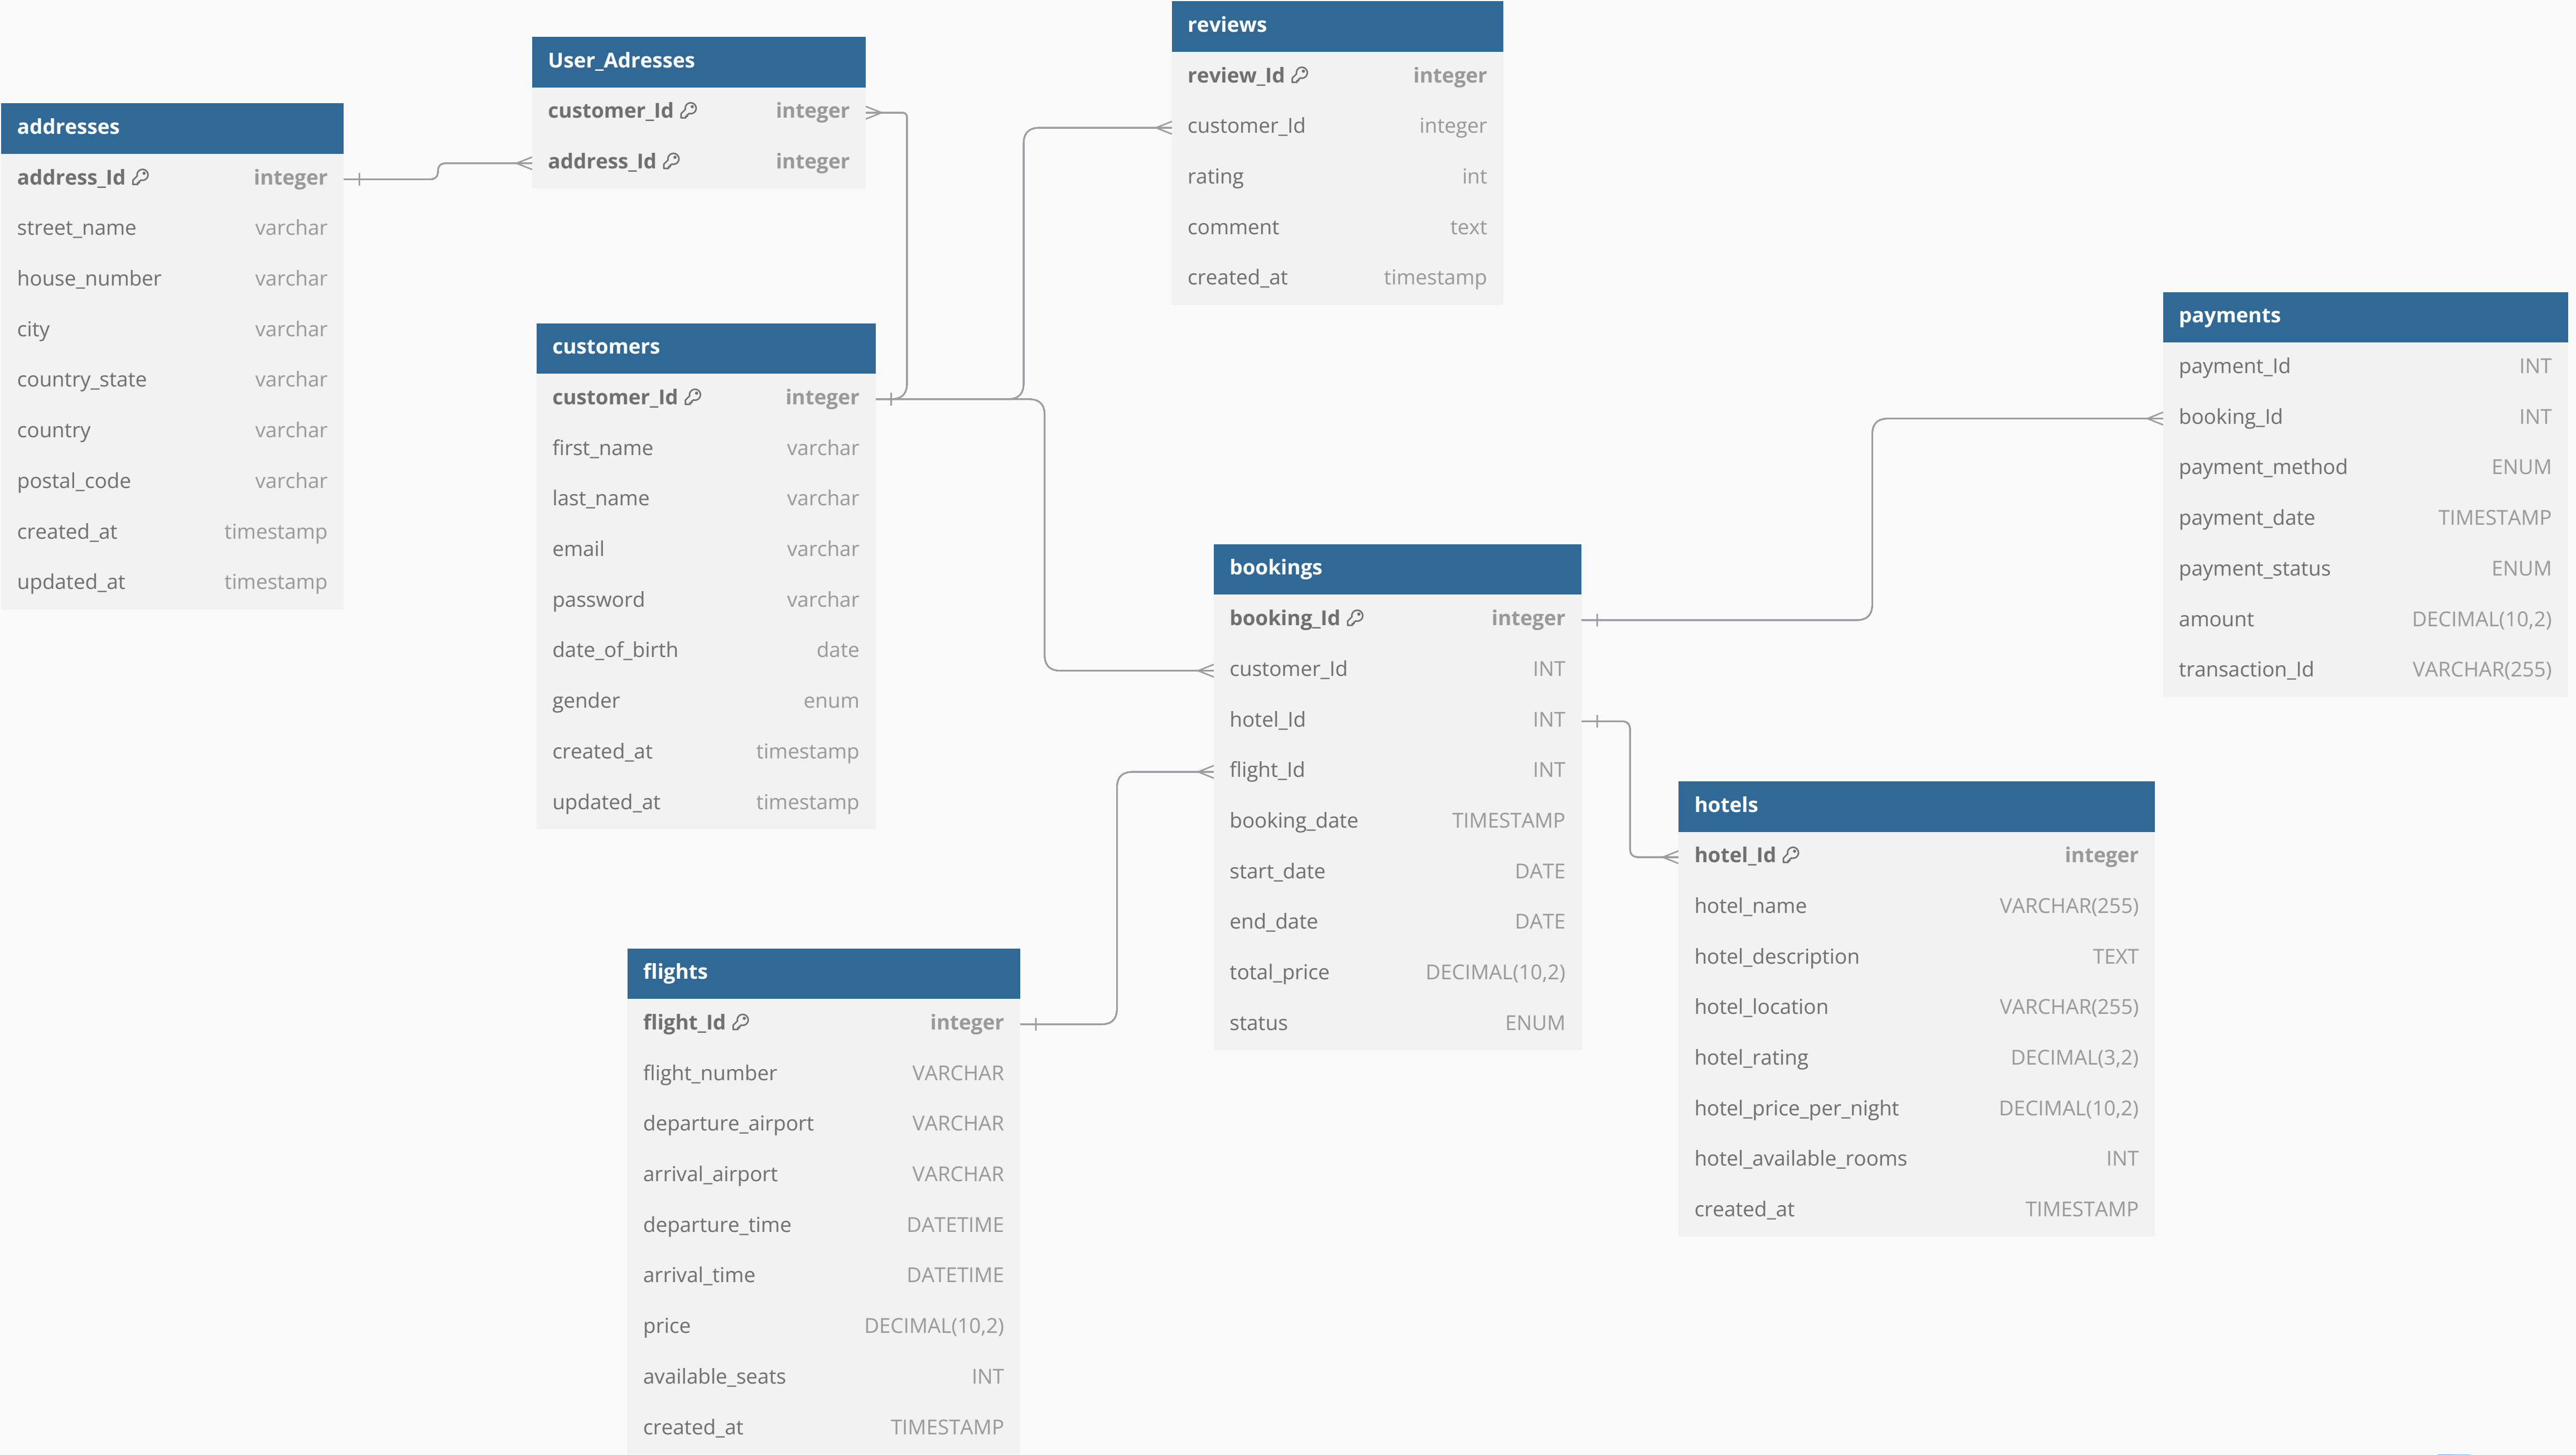 reviews
review_Id integer
customer_Id integer
rating int
comment text
created_at timestamp
User_Adresses
customer_Id integer
address_Id integer
addresses
address_Id integer
street_name varchar
house_number varchar
city varchar
country_state varchar
country varchar
postal_code varchar
created_at timestamp
updated_at timestamp
customers
customer_Id integer
first_name varchar
last_name varchar
email varchar
password varchar
date_of_birth date
gender enum
created_at timestamp
updated_at timestamp
payments
payment_Id INT
booking_Id INT
payment_method ENUM
payment_date TIMESTAMP
payment_status ENUM
amount DECIMAL(10,2)
transaction_Id VARCHAR(255)
bookings
booking_Id integer
customer_Id INT
hotel_Id INT
flight_Id INT
booking_date TIMESTAMP
start_date DATE
end_date DATE
total_price DECIMAL(10,2)
status ENUM
hotels
hotel_Id integer
hotel_name VARCHAR(255)
hotel_description TEXT
hotel_location VARCHAR(255)
hotel_rating DECIMAL(3,2)
hotel_price_per_night DECIMAL(10,2)
hotel_available_rooms INT
created_at TIMESTAMP
flights
flight_Id integer
flight_number VARCHAR
departure_airport VARCHAR
arrival_airport VARCHAR
departure_time DATETIME
arrival_time DATETIME
price DECIMAL(10,2)
available_seats INT
created_at TIMESTAMP